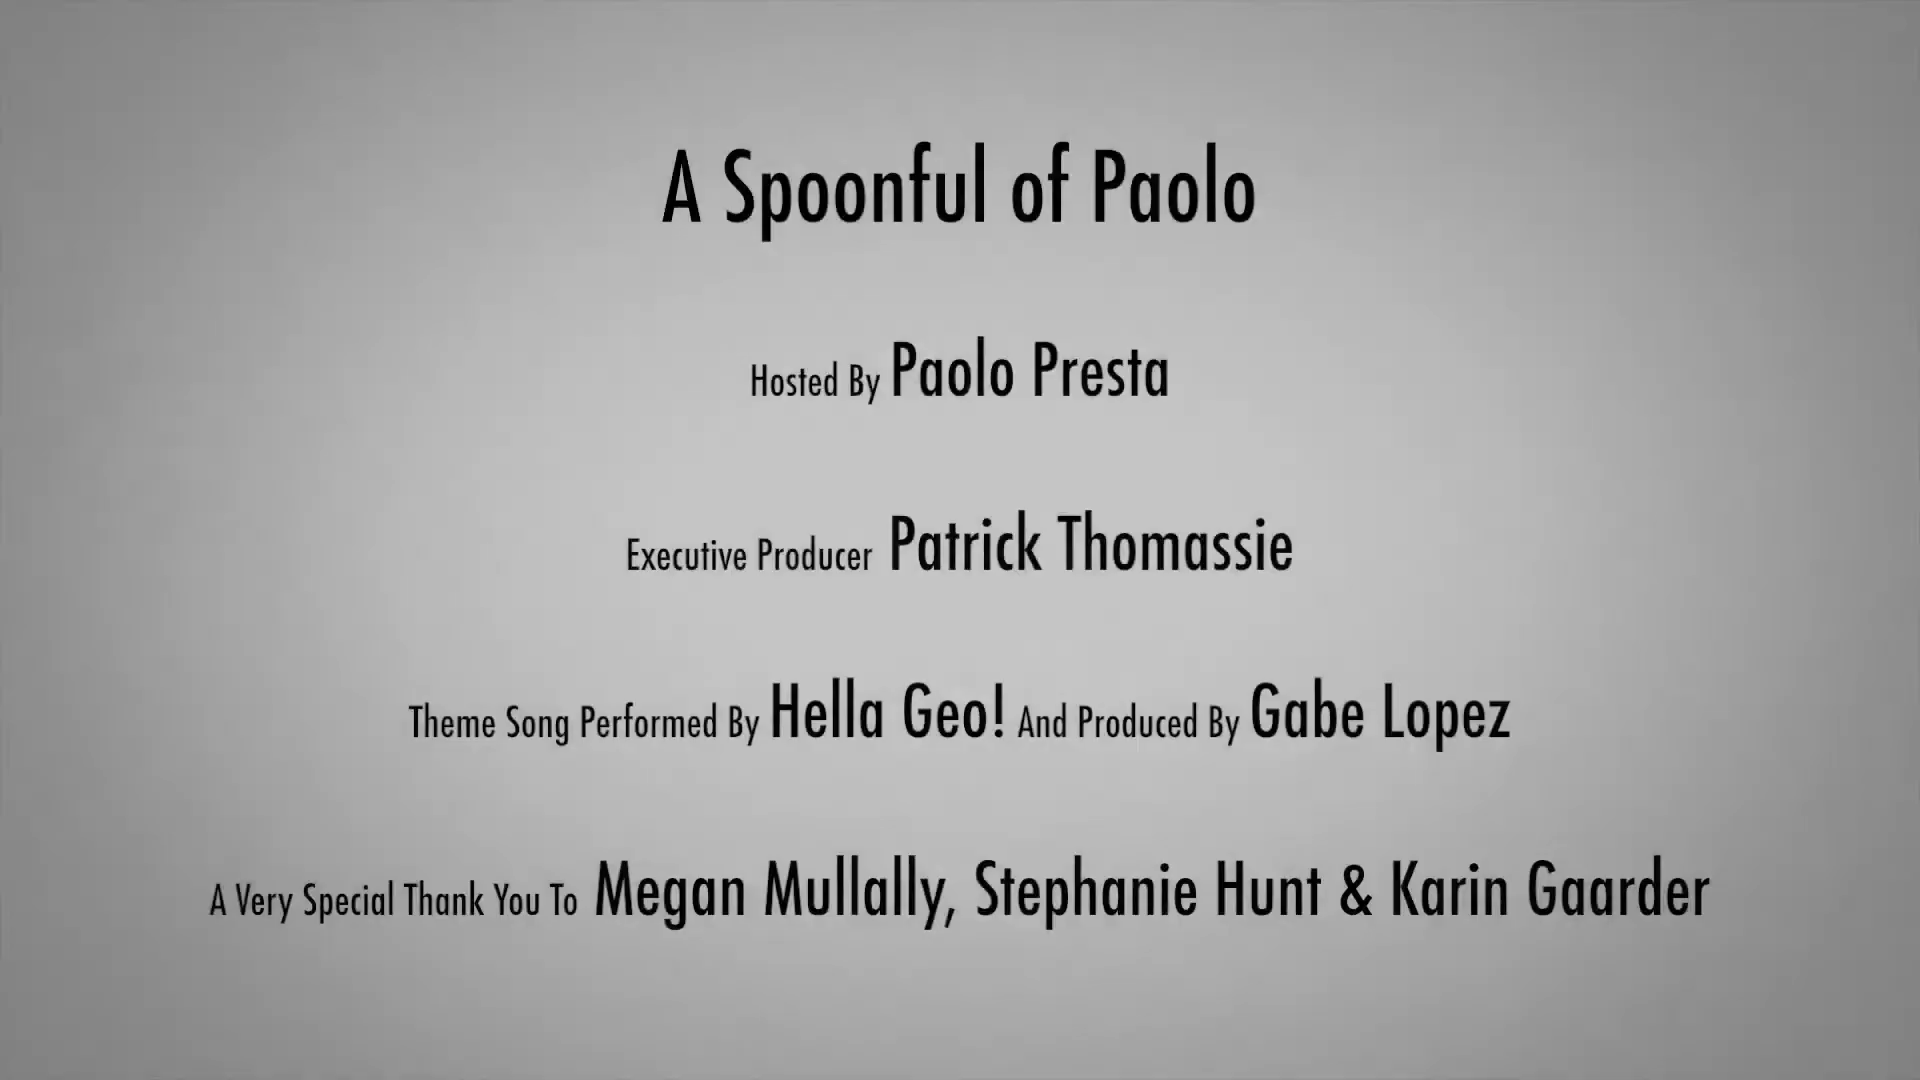 A Spoonful of Paolo
Hosted By Paolo Presta
Executive Producer Patrick Thomassie
Theme Song Performed By Hella Geo! And Produced By Gabe Lopez
A Very Special Thank You To Megan Mullally, Stephanie Hunt & Karin Gaarder